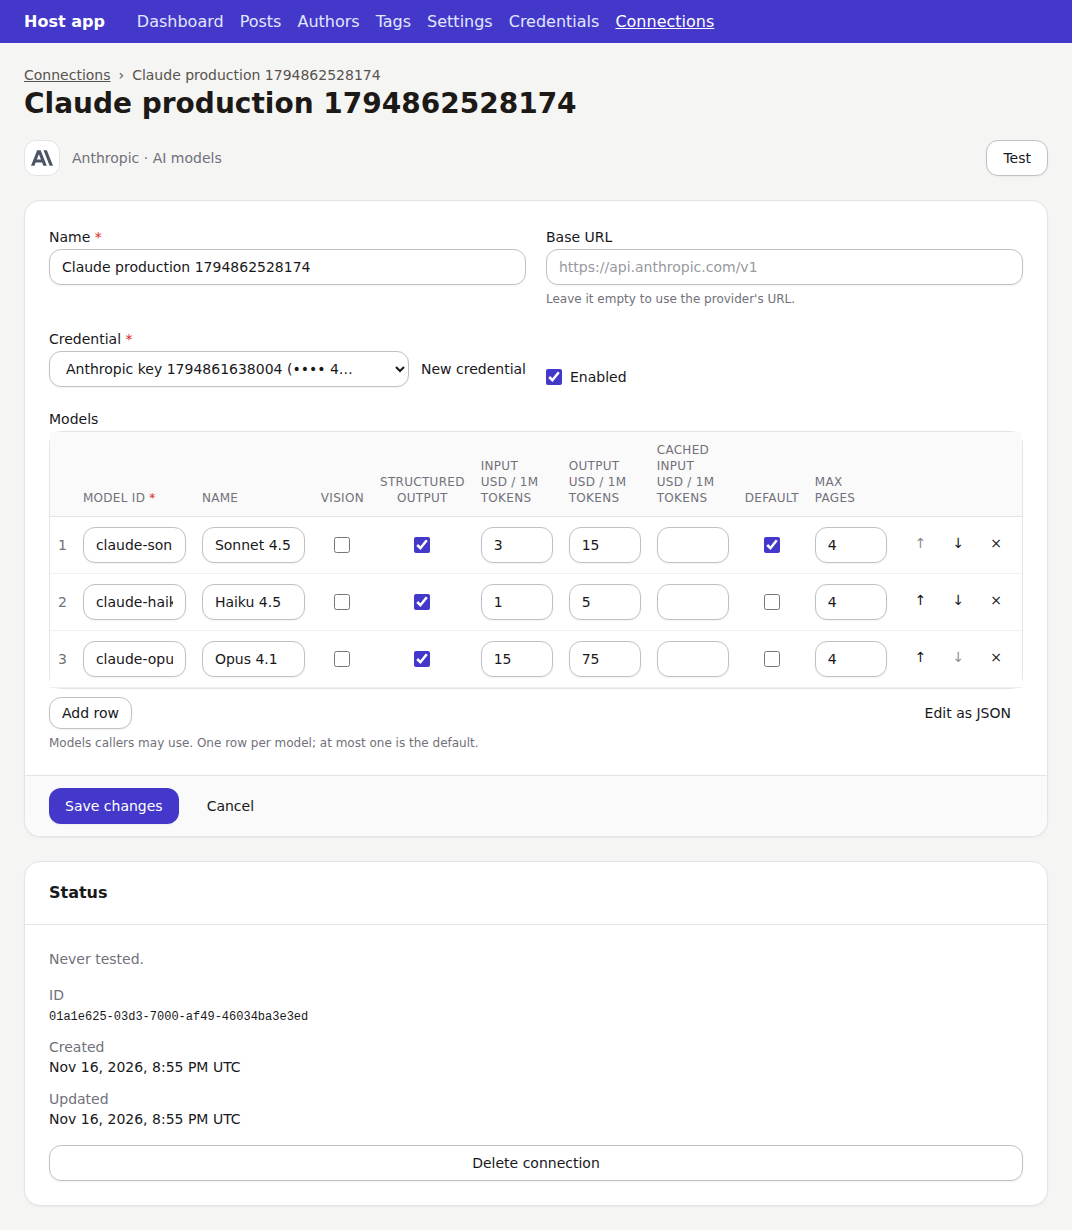 Host app Dashboard Posts Authors Tags Settings Credentials Connections
Connections › Claude production 1794862528174
Claude production 1794862528174
Anthropic · AI models
Test
Name *
Base URL
Claude production 1794862528174
https://api.anthropic.com/v1
Leave it empty to use the provider's URL.
Credential *
Anthropic key 1794861638004 (•••• 4...
New credential
Enabled
Models
MODEL ID *
NAME
VISION
STRUCTURED
OUTPUT
INPUT
USD / 1M
TOKENS
OUTPUT
USD / 1M
TOKENS
CACHED
INPUT
USD / 1M
TOKENS
DEFAULT
MAX
PAGES
1 claude-son Sonnet 4.5 3 15 4 ↑ ↓ ×
2 claude-haik Haiku 4.5 1 5 4 ↑ ↓ ×
3 claude-opu Opus 4.1 15 75 4 ↑ ↓ ×
Add row
Edit as JSON
Models callers may use. One row per model; at most one is the default.
Save changes
Cancel
Status
Never tested.
ID
01a1e625-03d3-7000-af49-46034ba3e3ed
Created
Nov 16, 2026, 8:55 PM UTC
Updated
Nov 16, 2026, 8:55 PM UTC
Delete connection